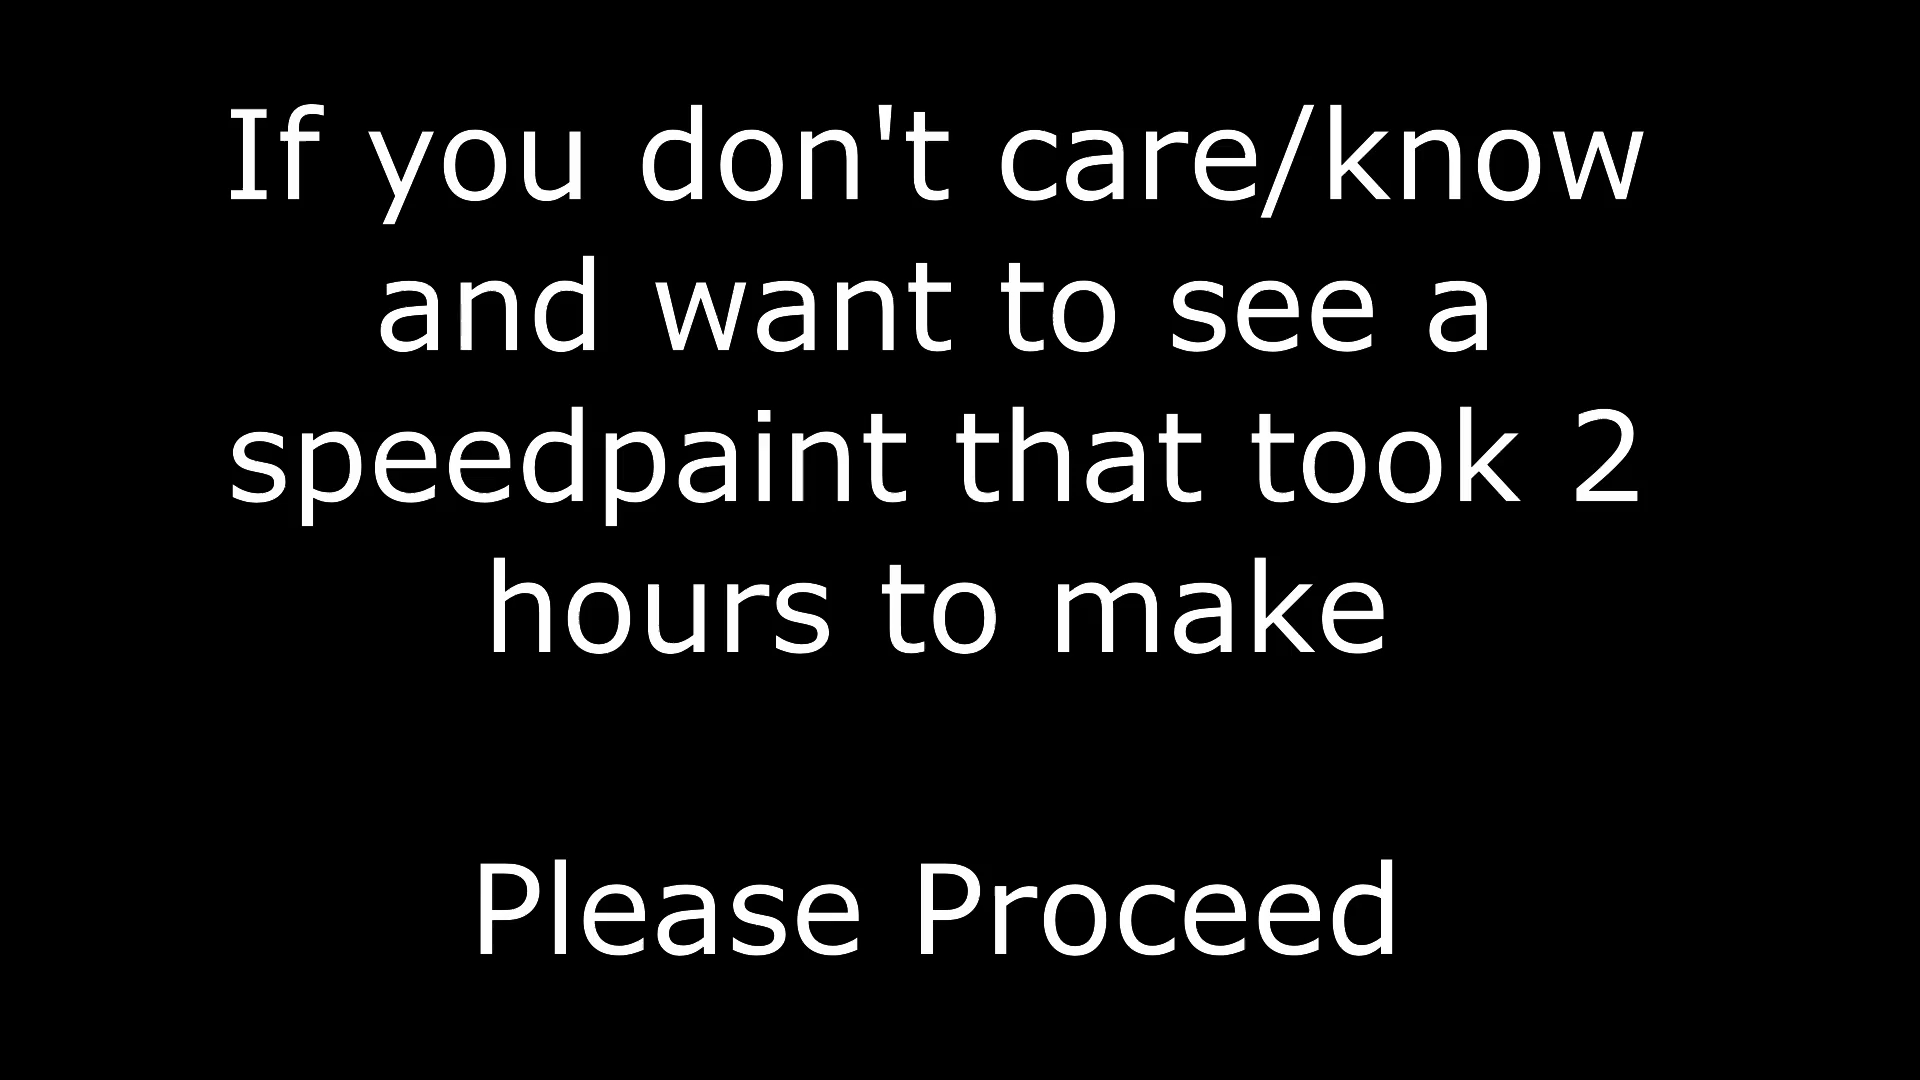 If you don't care/know
and want to see a
speedpaint that took 2
hours to make
Please Proceed